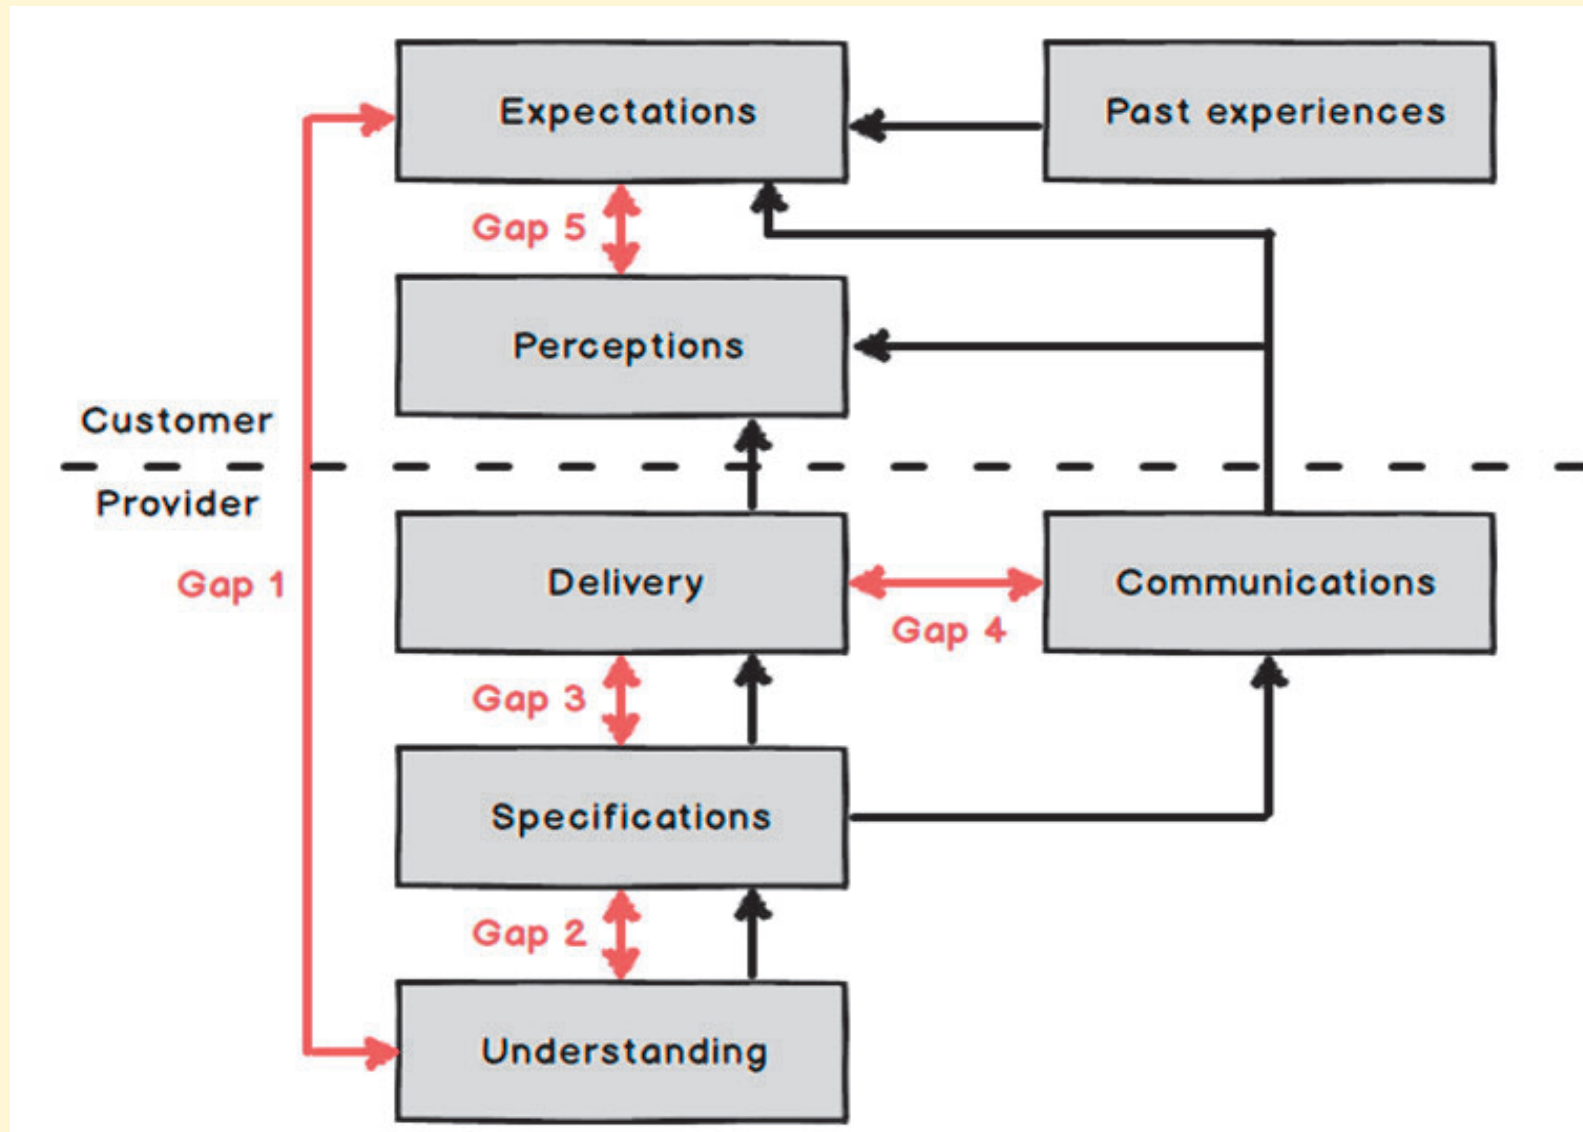 Expectations
Past experiences
Gap 5
Perceptions
Customer
Provider
Gap 1
Delivery
Communications
Gap 4
Gap 3
Specifications
Gap 2
Understanding